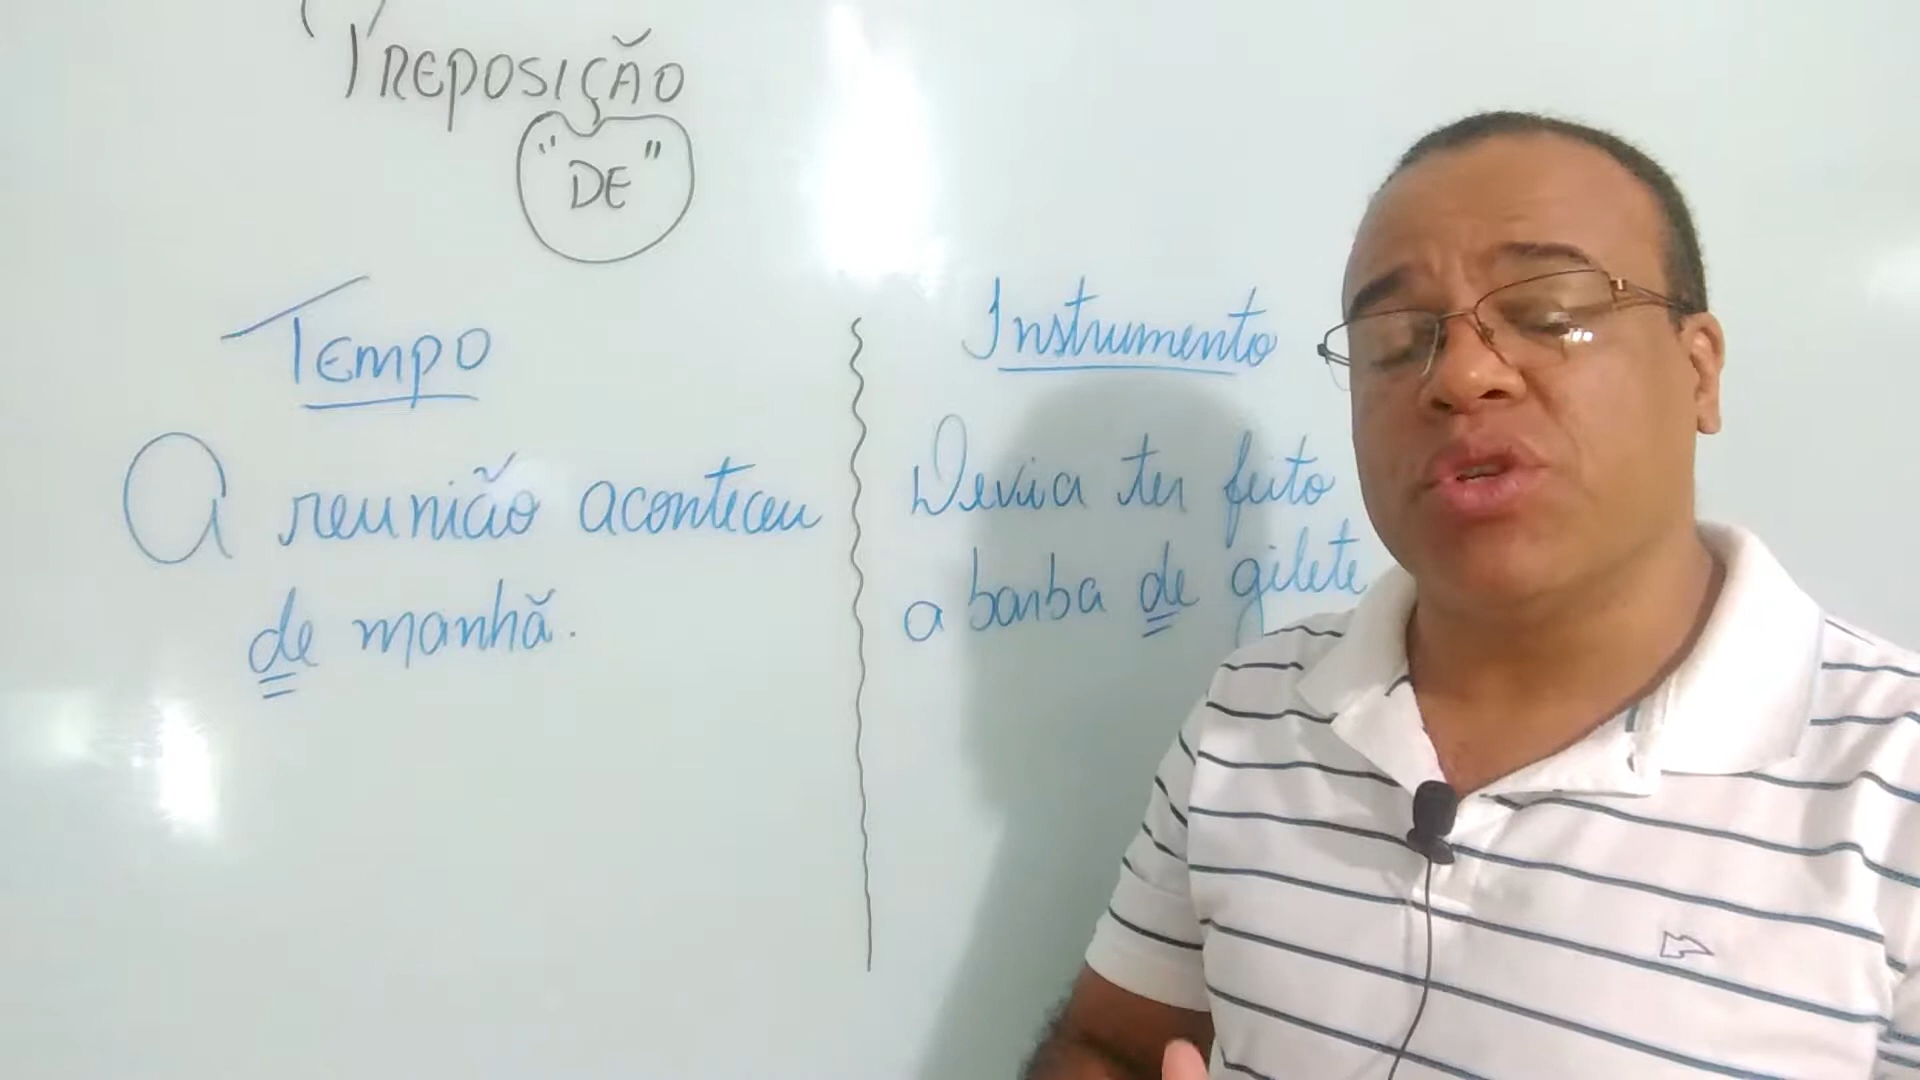 PREPOSIÇÃO
"DE"
Tempo
A reunião aconteceu
de manhã.
Instrumento
Devia ter feito
a barba de gilete